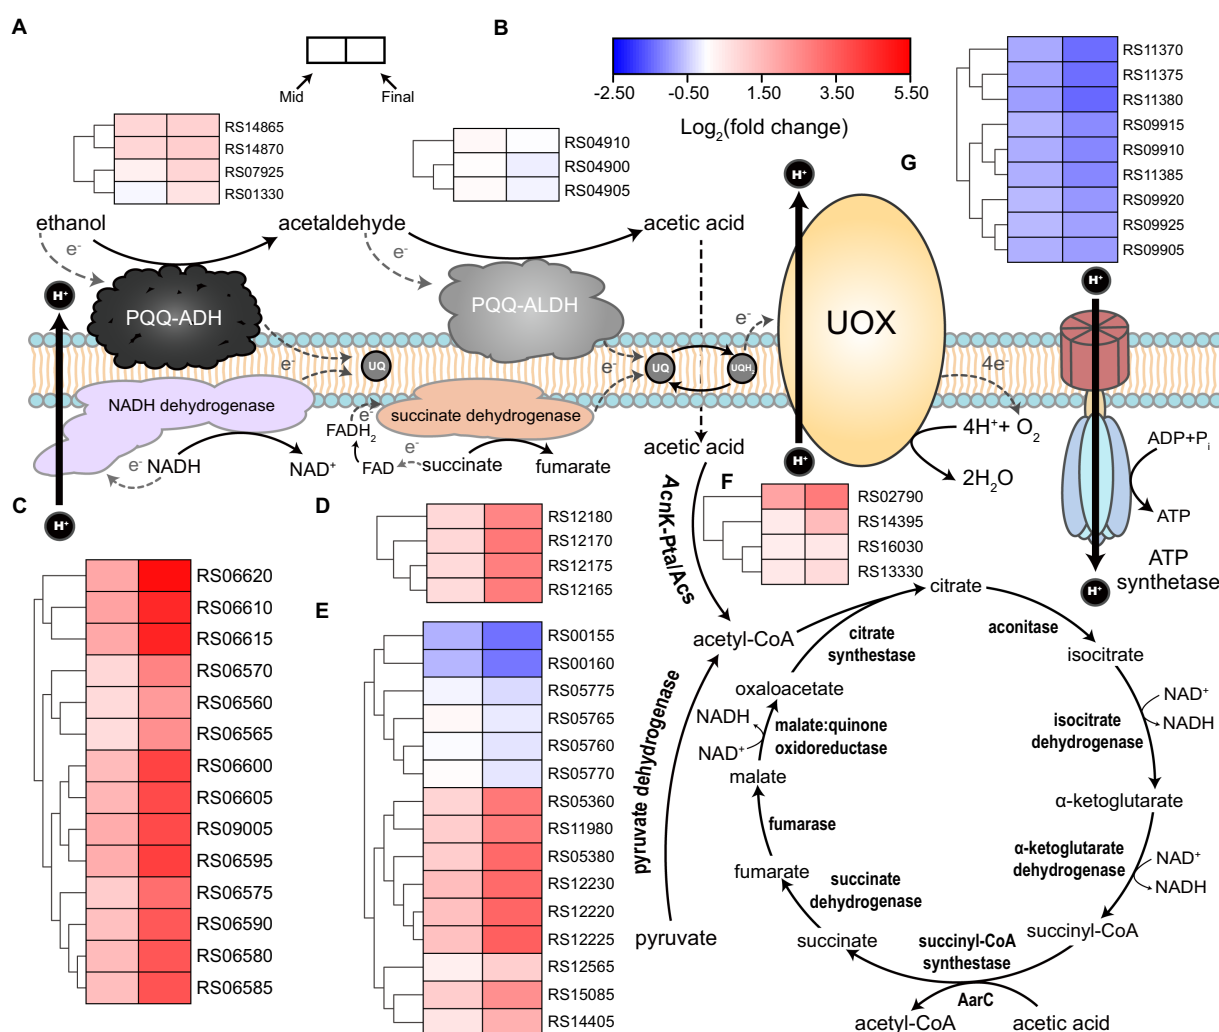 A
B
Mid
Final
-2.50
-0.50
1.50
3.50
5.50
Log2(fold change)
RS14865
RS14870
RS07925
RS01330
RS04910
RS04900
RS04905
G
RS11370
RS11375
RS11380
RS09915
RS09910
RS11385
RS09920
RS09925
RS09905
ethanol
acetaldehyde
acetic acid
e-
e-
e-
H+
H+
H+
PQQ-ADH
PQQ-ALDH
UOX
e-
UQ
e-
UQ
UQH2
4e-
NADH dehydrogenase
succinate dehydrogenase
e-
FADH2
e-
NADH
NAD+
FAD
e-
succinate
fumarate
acetic acid
H+
4H++ O2
2H2O
ADP+Pi
ATP
ATP
synthetase
H+
H+
C
RS06620
RS06610
RS06615
RS06570
RS06560
RS06565
RS06600
RS06605
RS09005
RS06595
RS06575
RS06590
RS06580
RS06585
D
RS12180
RS12170
RS12175
RS12165
E
RS00155
RS00160
RS05775
RS05765
RS05760
RS05770
RS05360
RS11980
RS05380
RS12230
RS12220
RS12225
RS12565
RS15085
RS14405
F
RS02790
RS14395
RS16030
RS13330
AcnK-Pta/Acs
acetyl-CoA
pyruvate dehydrogenase
pyruvate
citrate
citrate
synthestase
aconitase
isocitrate
NAD+
NADH
isocitrate
dehydrogenase
α-ketoglutarate
α-ketoglutarate
dehydrogenase
NAD+
NADH
succinyl-CoA
succinyl-CoA
synthestase
AarC
acetyl-CoA
acetic acid
succinate
succinate
dehydrogenase
fumarate
fumarase
malate
malate:quinone
oxidoreductase
NADH
NAD+
oxaloacetate